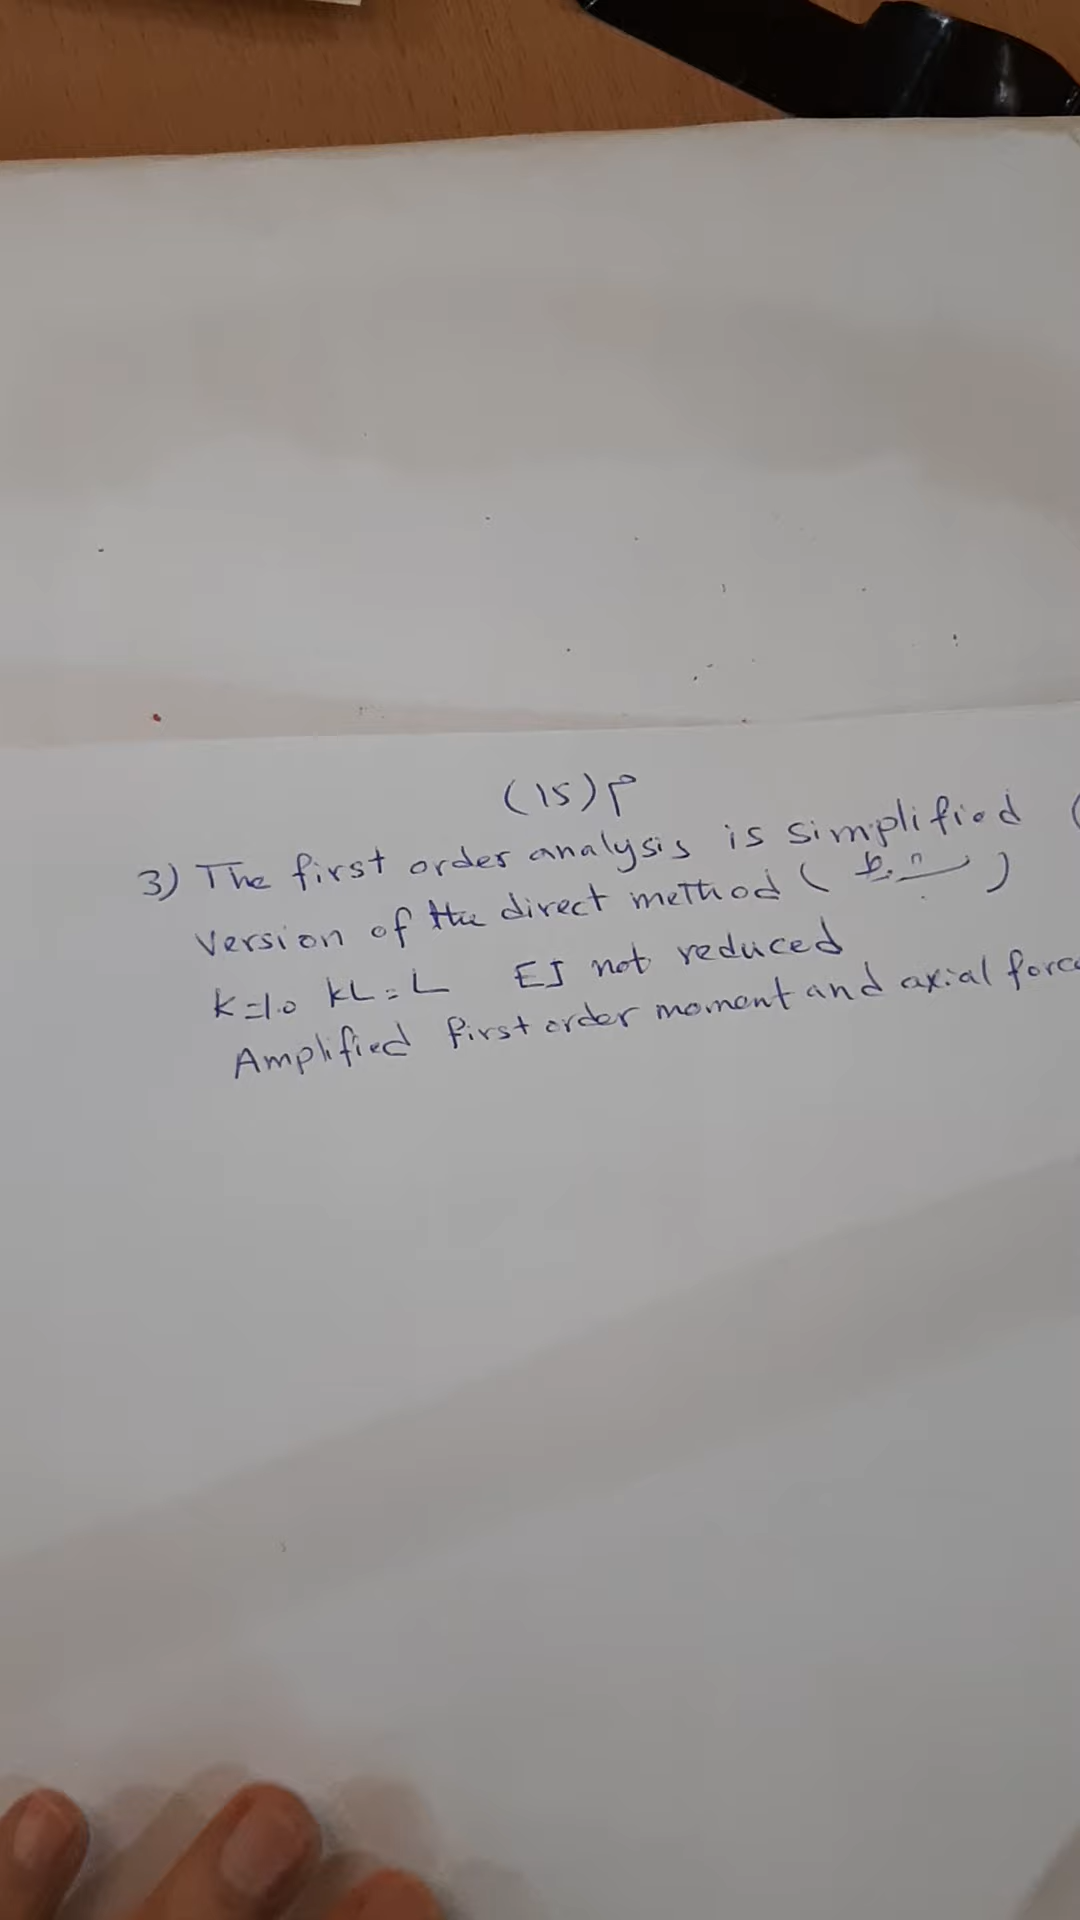 (15) م
3) The first order analysis is simplified (
Version of the direct method ( )
K=1.0 KL=L EI not reduced
Amplified first order moment and axial force